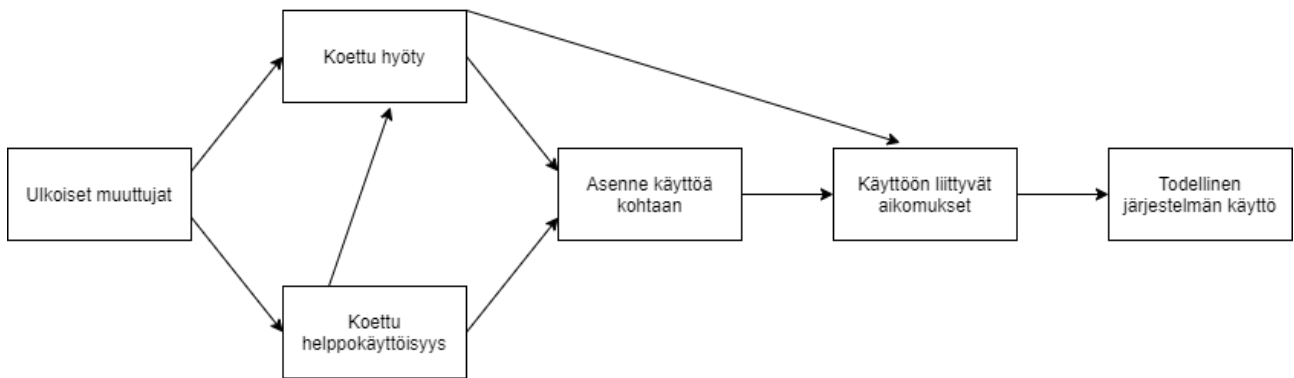 Koettu hyöty
Ulkoiset muuttujat
Asenne käyttöä
kohtaan
Käyttöön liittyvät
aikomukset
Todellinen
järjestelmän käyttö
Koettu
helppokäyttöisyys